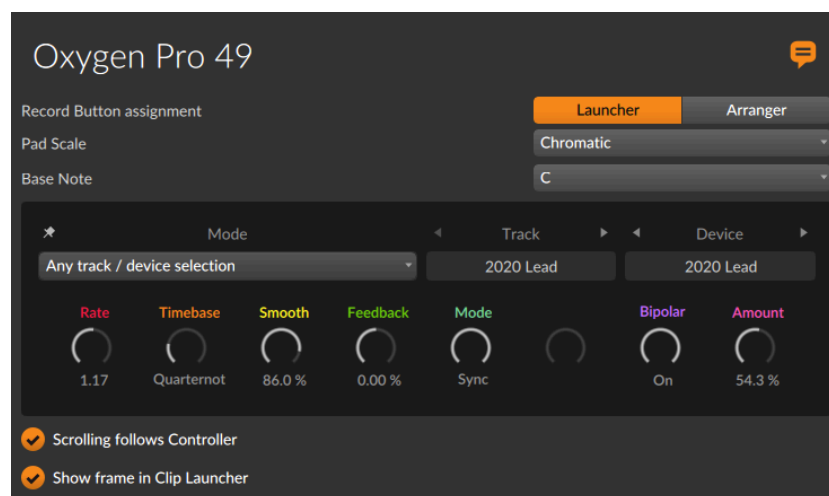 Oxygen Pro 49
Record Button assignment
Launcher Arranger
Pad Scale Chromatic
Base Note C
Mode Track Device
Any track / device selection 2020 Lead 2020 Lead
Rate Timebase Smooth Feedback Mode Bipolar Amount
1.17 Quarternot 86.0 % 0.00 % Sync On 54.3 %
Scrolling follows Controller
Show frame in Clip Launcher